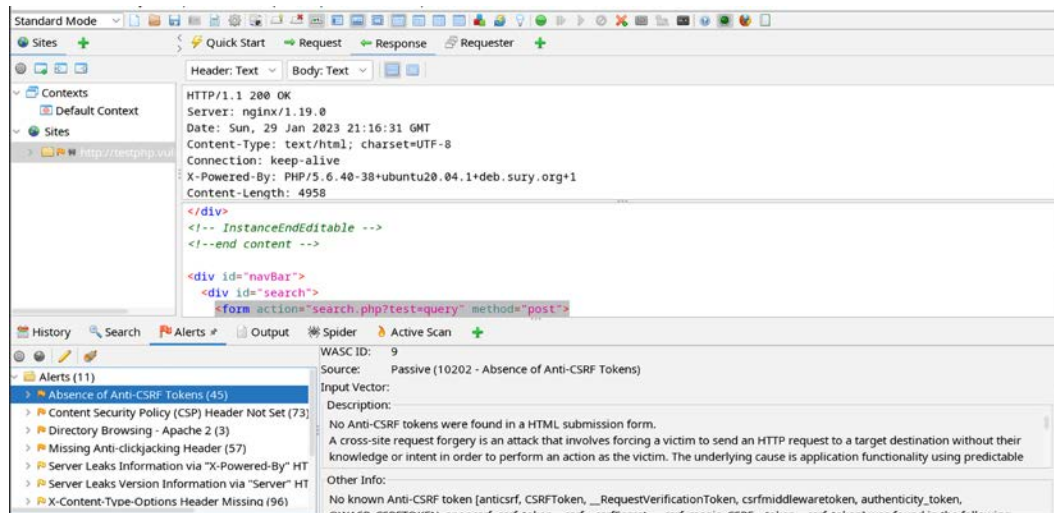 Standard Mode
Sites
Quick Start Request Response Requester
Header: Text Body: Text
Contexts
Default Context
Sites
http://testphp.vul
HTTP/1.1 200 OK
Server: nginx/1.19.0
Date: Sun, 29 Jan 2023 21:16:31 GMT
Content-Type: text/html; charset=UTF-8
Connection: keep-alive
X-Powered-By: PHP/5.6.40-38+ubuntu20.04.1+deb.sury.org+1
Content-Length: 4958
</div>
<!-- InstanceEndEditable -->
<!--end content -->
<div id="navBar">
<div id="search">
<form action="search.php?test=query" method="post">
History Search Alerts Output Spider Active Scan
Alerts (11)
Absence of Anti-CSRF Tokens (45)
Content Security Policy (CSP) Header Not Set (73)
Directory Browsing - Apache 2 (3)
Missing Anti-clickjacking Header (57)
Server Leaks Information via "X-Powered-By" HT
Server Leaks Version Information via "Server" HT
X-Content-Type-Options Header Missing (96)
WASC ID: 9
Source: Passive (10202 - Absence of Anti-CSRF Tokens)
Input Vector:
Description:
No Anti-CSRF tokens were found in a HTML submission form.
A cross-site request forgery is an attack that involves forcing a victim to send an HTTP request to a target destination without their
knowledge or intent in order to perform an action as the victim. The underlying cause is application functionality using predictable
Other Info:
No known Anti-CSRF token [anticsrf, CSRFToken, __RequestVerificationToken, csrfmiddlewaretoken, authenticity_token,